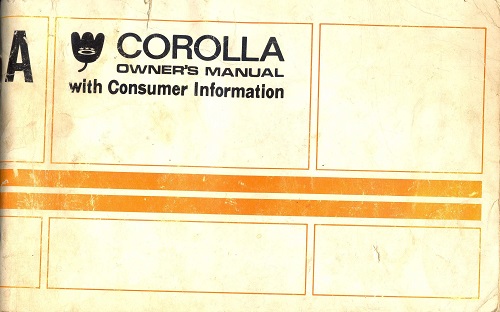 A
COROLLA
OWNER'S MANUAL
with Consumer Information